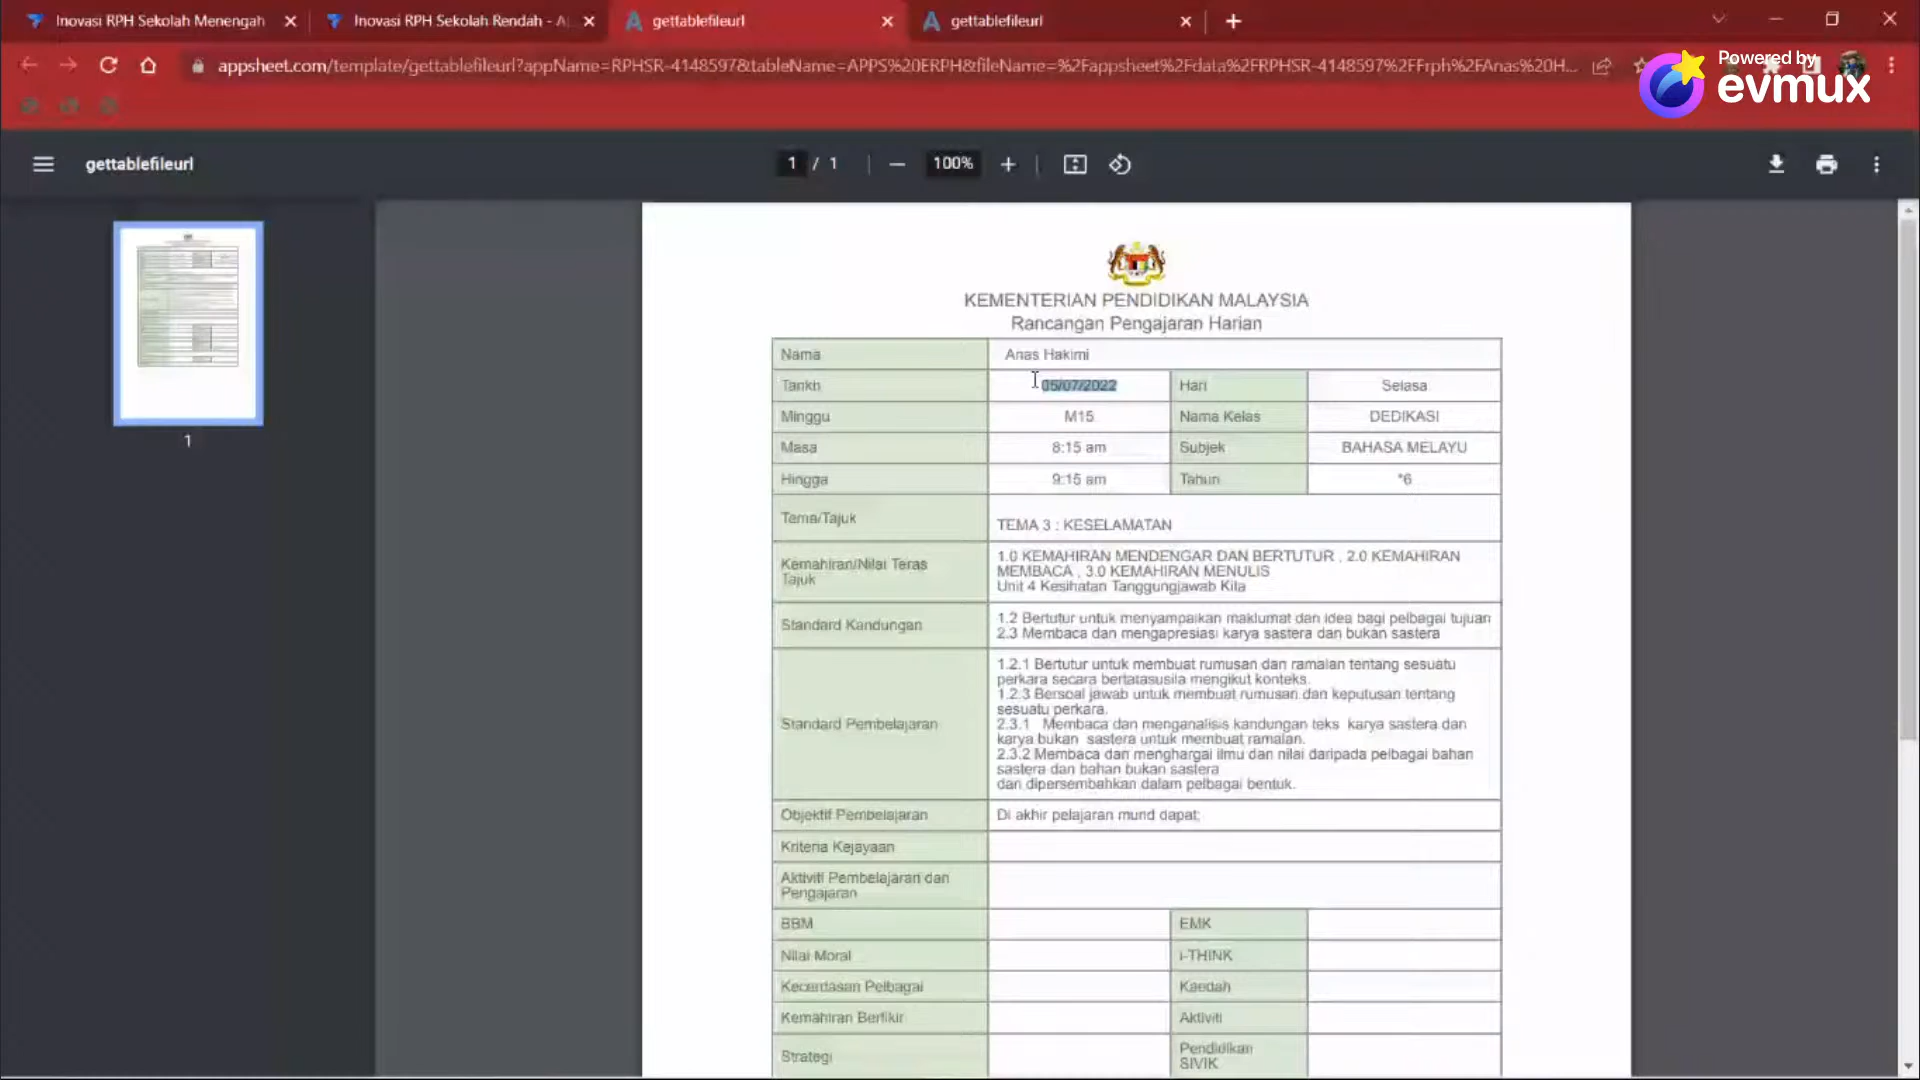 Inovasi RPH Sekolah Menengah
Inovasi RPH Sekolah Rendah - A
gettablefileurl
gettablefileurl
appsheet.com/template/gettablefileurl?appName=RPHSR-4148597&tableName=APPS%20ERPH&fileName=%2Fappsheet%2Fdata%2FRPHSR-4148597%2FFrph%2FAnas%20H...
Powered by
evmux
gettablefileurl
1 / 1
100%
1
KEMENTERIAN PENDIDIKAN MALAYSIA
Rancangan Pengajaran Harian
Nama Anas Hakimi
Tarikh 05/07/2022 Hari Selasa
Minggu M15 Nama Kelas DEDIKASI
Masa 8:15 am Subjek BAHASA MELAYU
Hingga 9:15 am Tahun *6
Tema/Tajuk TEMA 3 : KESELAMATAN
Kemahiran/Nilai Teras
Tajuk
1.0 KEMAHIRAN MENDENGAR DAN BERTUTUR , 2.0 KEMAHIRAN
MEMBACA , 3.0 KEMAHIRAN MENULIS
Unit 4 Kesihatan Tanggungjawab Kita
Standard Kandungan
1.2 Bertutur untuk menyampaikan maklumat dan idea bagi pelbagai tujuan
2.3 Membaca dan mengapresiasi karya sastera dan bukan sastera
Standard Pembelajaran
1.2.1 Bertutur untuk membuat rumusan dan ramalan tentang sesuatu
perkara secara bertatasusila mengikut konteks.
1.2.3 Bersoal jawab untuk membuat rumusan dan keputusan tentang
sesuatu perkara.
2.3.1 Membaca dan menganalisis kandungan teks karya sastera dan
karya bukan sastera untuk membuat ramalan.
2.3.2 Membaca dan menghargai ilmu dan nilai daripada pelbagai bahan
sastera dan bahan bukan sastera
dan dipersembahkan dalam pelbagai bentuk.
Objektif Pembelajaran Di akhir pelajaran murid dapat;
Kriteria Kejayaan
Aktiviti Pembelajaran dan
Pengajaran
BBM EMK
Nilai Moral i-THINK
Kecerdasan Pelbagai Kaedah
Kemahiran Berfikir Aktiviti
Strategi Pendidikan
SIVIK